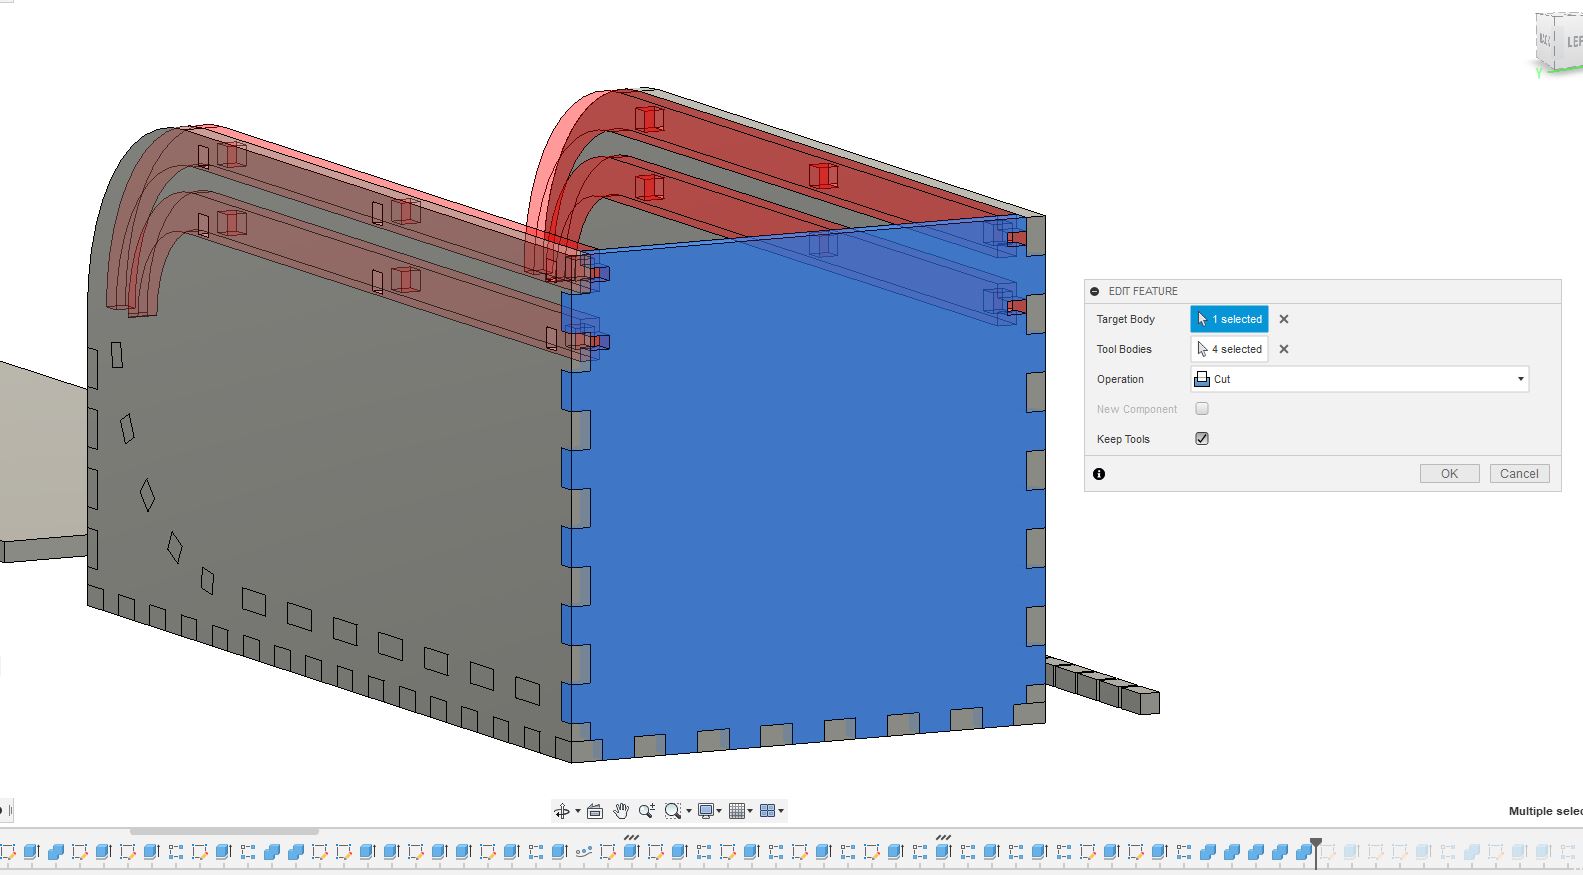 LEF
Y
EDIT FEATURE
Target Body
1 selected
Tool Bodies
4 selected
Operation
Cut
New Component
Keep Tools
OK
Cancel
Multiple selec